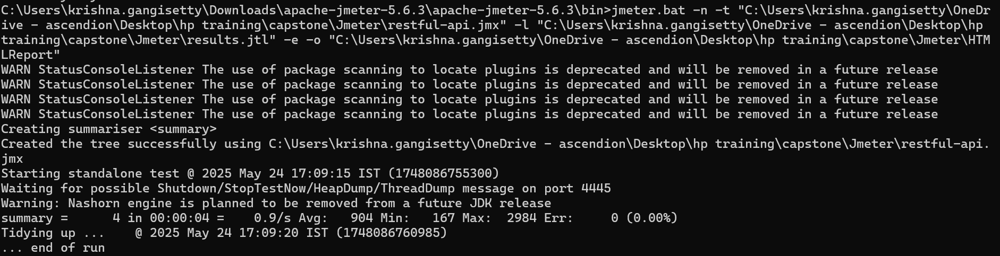 C:\Users\krishna.gangisetty\Downloads\apache-jmeter-5.6.3\apache-jmeter-5.6.3\bin>jmeter.bat -n -t "C:\Users\krishna.gangisetty\OneDr
ive - ascendion\Desktop\hp training\capstone\Jmeter\restful-api.jmx" -l "C:\Users\krishna.gangisetty\OneDrive - ascendion\Desktop\hp
training\capstone\Jmeter\results.jtl" -e -o "C:\Users\krishna.gangisetty\OneDrive - ascendion\Desktop\hp training\capstone\Jmeter\HTM
LReport"
WARN StatusConsoleListener The use of package scanning to locate plugins is deprecated and will be removed in a future release
WARN StatusConsoleListener The use of package scanning to locate plugins is deprecated and will be removed in a future release
WARN StatusConsoleListener The use of package scanning to locate plugins is deprecated and will be removed in a future release
WARN StatusConsoleListener The use of package scanning to locate plugins is deprecated and will be removed in a future release
Creating summariser <summary>
Created the tree successfully using C:\Users\krishna.gangisetty\OneDrive - ascendion\Desktop\hp training\capstone\Jmeter\restful-api.
jmx
Starting standalone test @ 2025 May 24 17:09:15 IST (1748086755300)
Waiting for possible Shutdown/StopTestNow/HeapDump/ThreadDump message on port 4445
Warning: Nashorn engine is planned to be removed from a future JDK release
summary =      4 in 00:00:04 =    0.9/s Avg:   904 Min:   167 Max:  2984 Err:     0 (0.00%)
Tidying up ...    @ 2025 May 24 17:09:20 IST (1748086760985)
... end of run